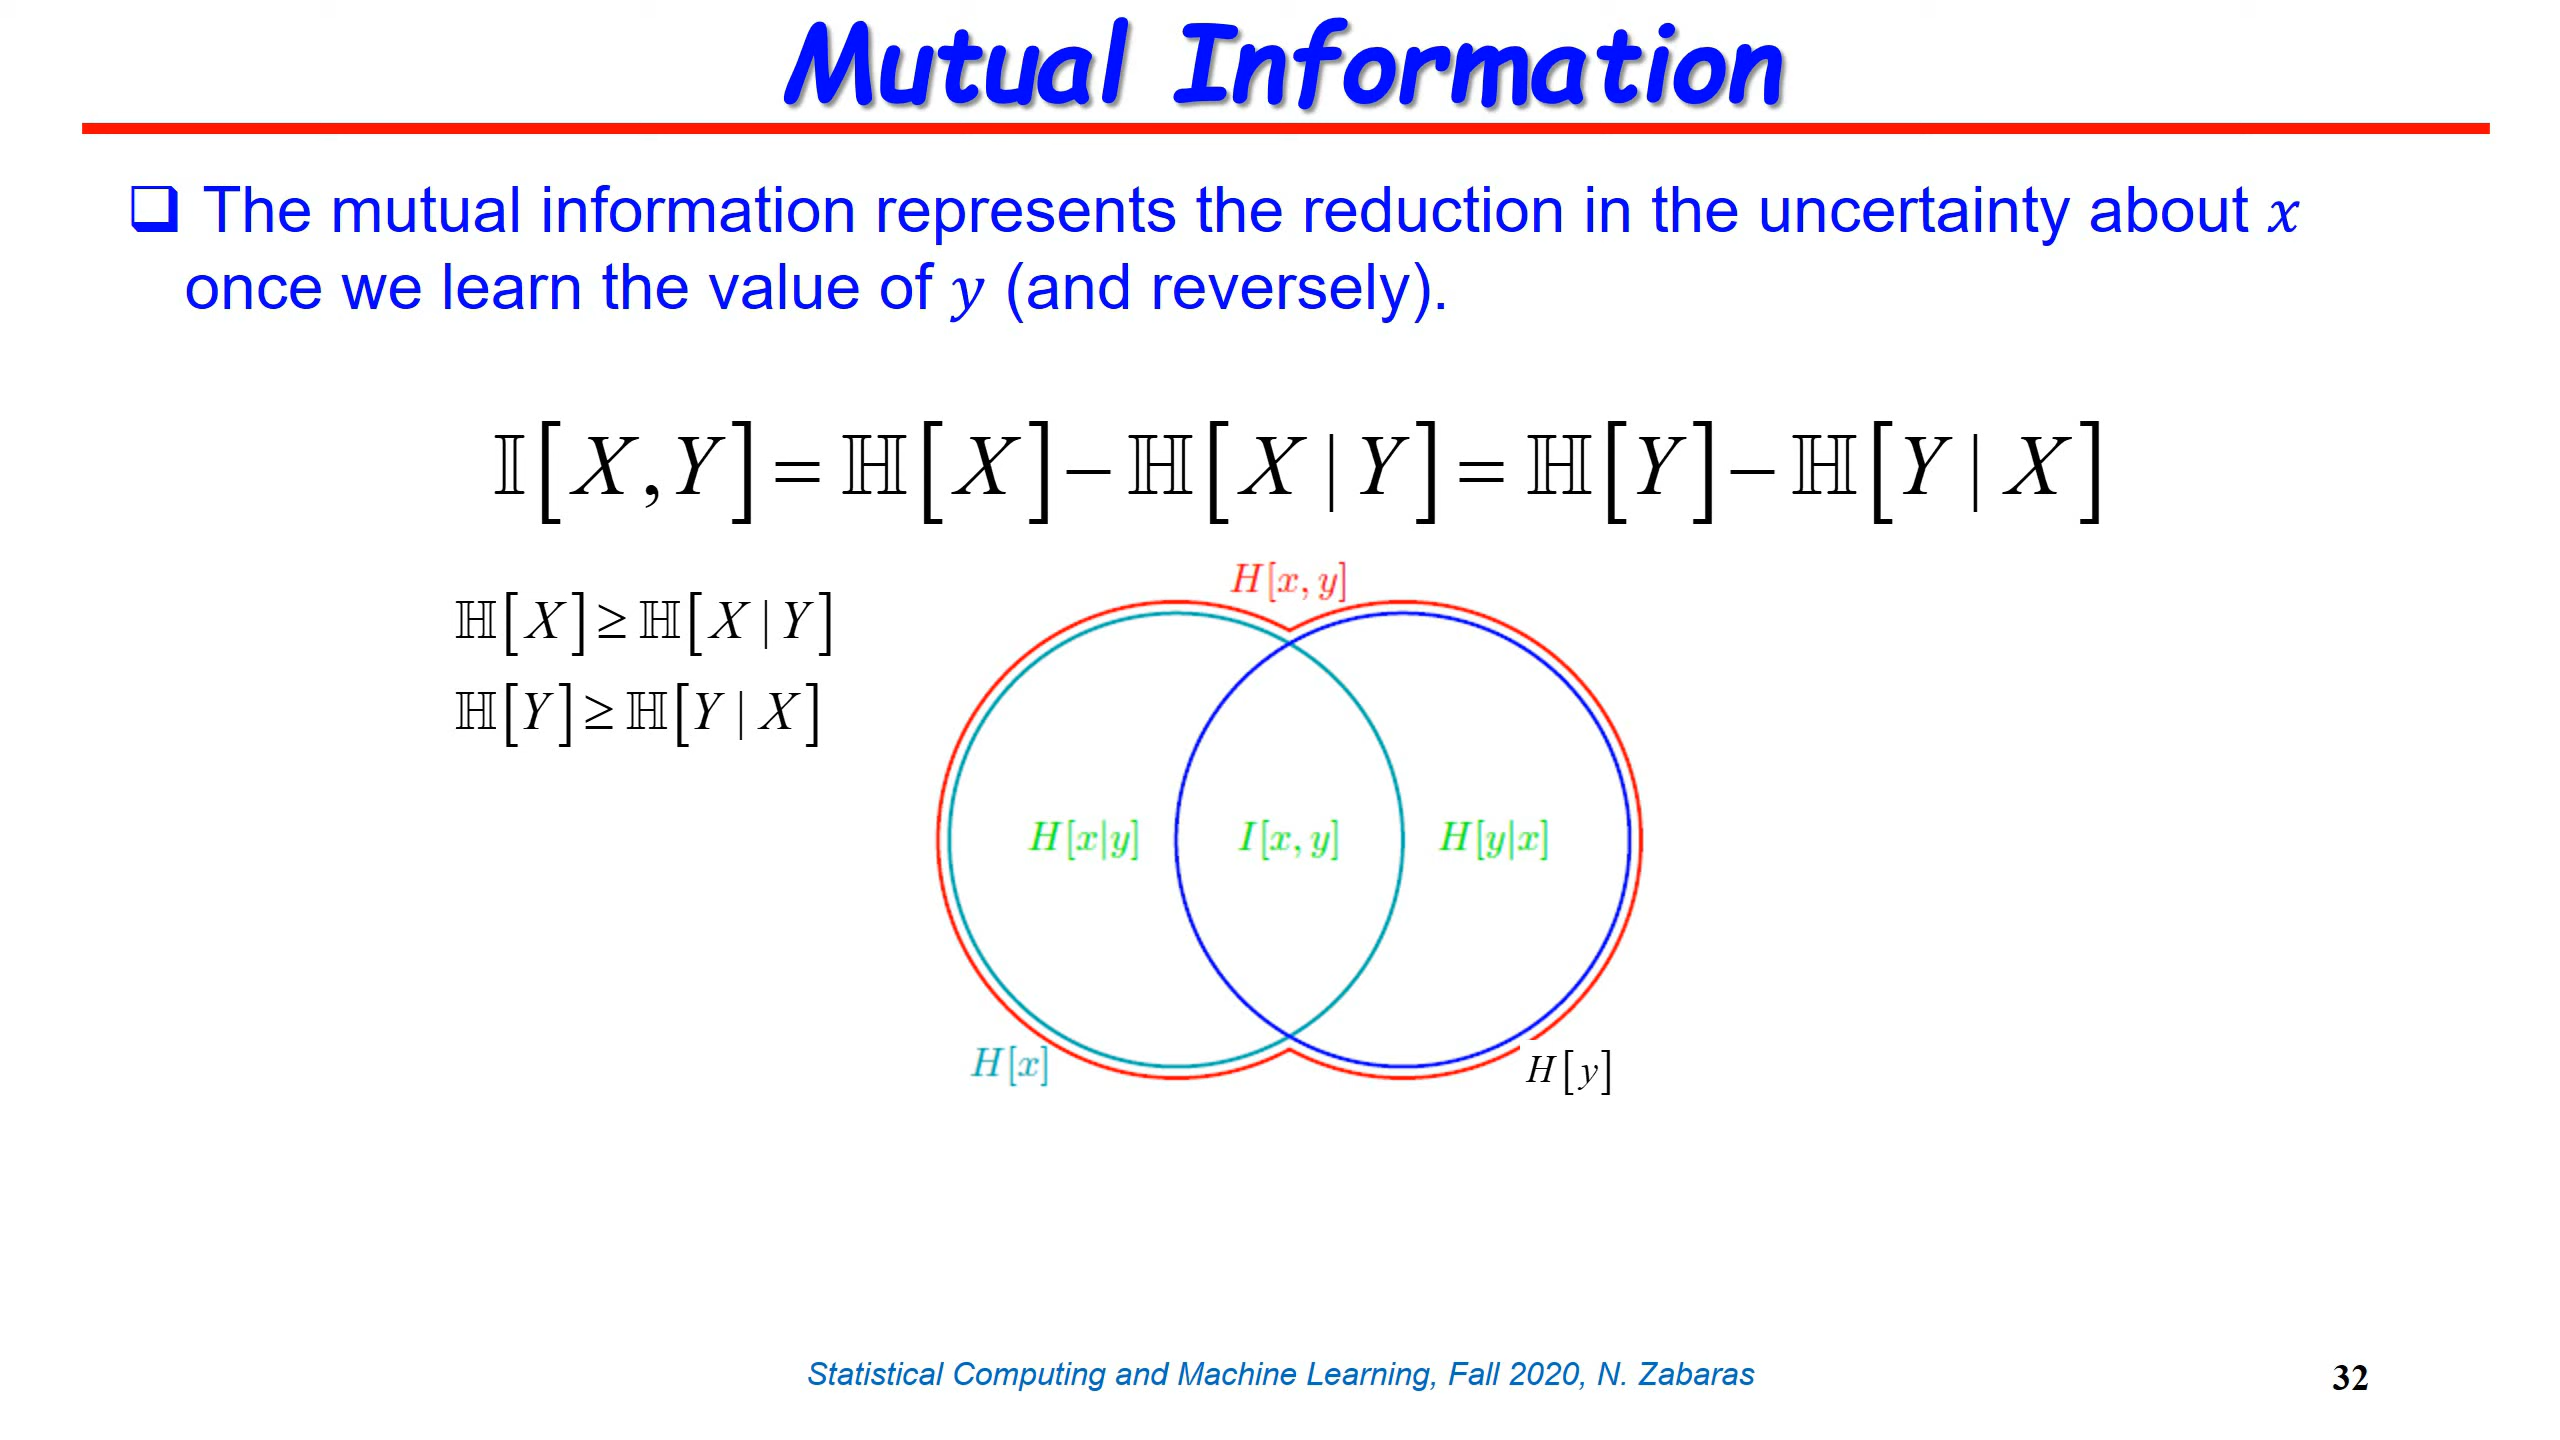 Mutual Information
❑ The mutual information represents the reduction in the uncertainty about x
once we learn the value of y (and reversely).
𝕀[X,Y]=ℍ[X]−ℍ[X|Y]=ℍ[Y]−ℍ[Y|X]
H[x, y]
ℍ[X]≥ℍ[X|Y]
ℍ[Y]≥ℍ[Y|X]
H[x|y] I[x, y] H[y|x]
H[x] H[y]
Statistical Computing and Machine Learning, Fall 2020, N. Zabaras
32